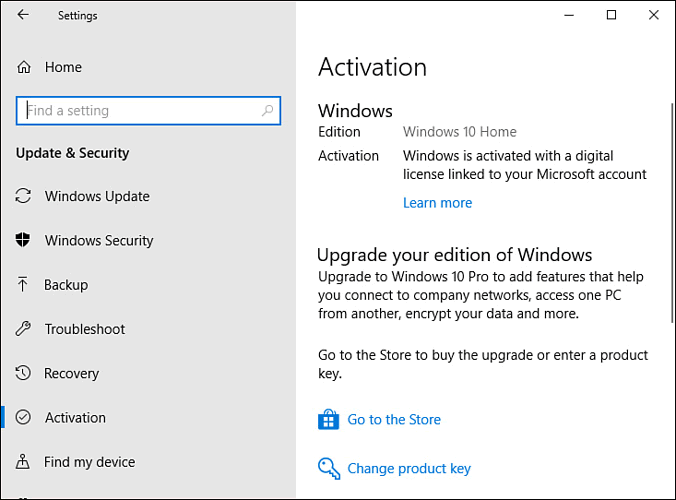 Settings
Home
Find a setting
Update & Security
Windows Update
Windows Security
Backup
Troubleshoot
Recovery
Activation
Find my device
Activation
Windows
Edition Windows 10 Home
Activation Windows is activated with a digital
license linked to your Microsoft account
Learn more
Upgrade your edition of Windows
Upgrade to Windows 10 Pro to add features that help
you connect to company networks, access one PC
from another, encrypt your data and more.
Go to the Store to buy the upgrade or enter a product
key.
Go to the Store
Change product key